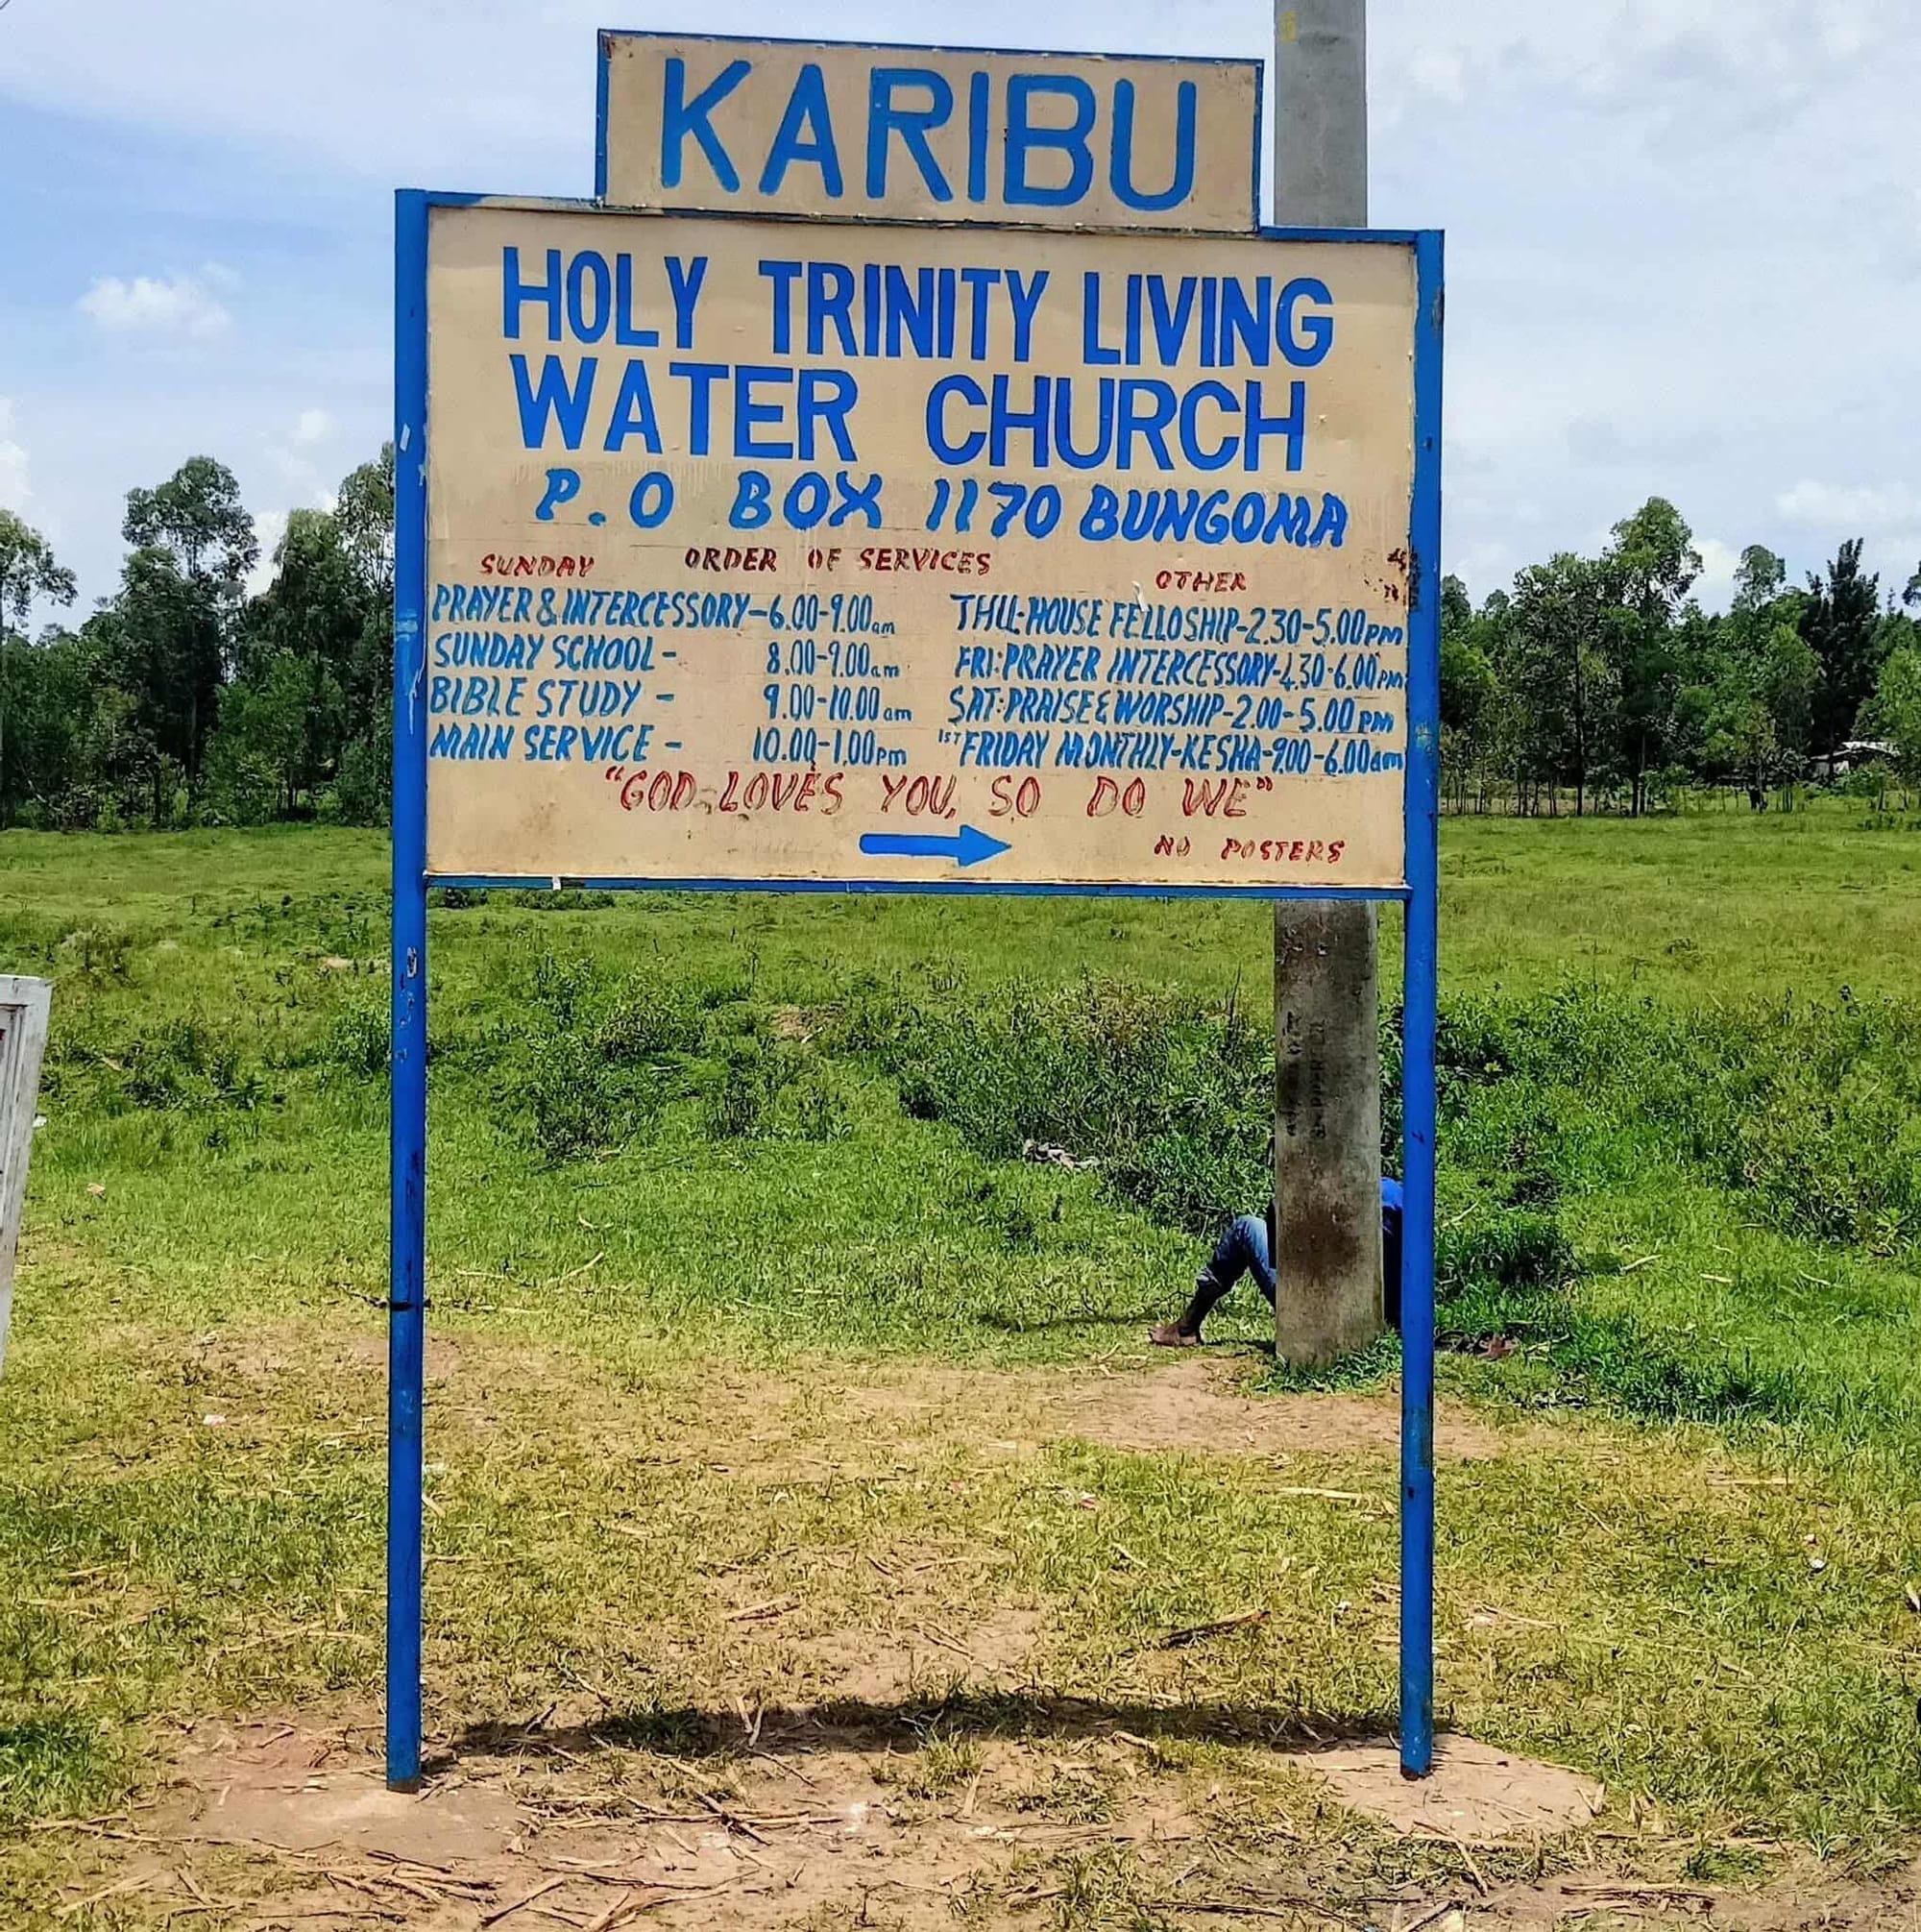 KARIBU
HOLY TRINITY LIVING
WATER CHURCH
P.O BOX 1170 BUNGOMA
SUNDAY ORDER OF SERVICES OTHER
PRAYER & INTERCESSORY-6.00-9.00am THU:HOUSE FELLOSHIP-2.30-5.00pm
SUNDAY SCHOOL- 8.00-9.00am FRI:PRAYER INTERCESSORY-4.30-6.00pm
BIBLE STUDY - 9.00-10.00am SAT:PRAISE & WORSHIP-2.00-5.00pm
MAIN SERVICE - 10.00-1.00pm 1ST FRIDAY MONTHLY-KESHA-9.00-6.00am
"GOD LOVES YOU, SO DO WE"
NO POSTERS